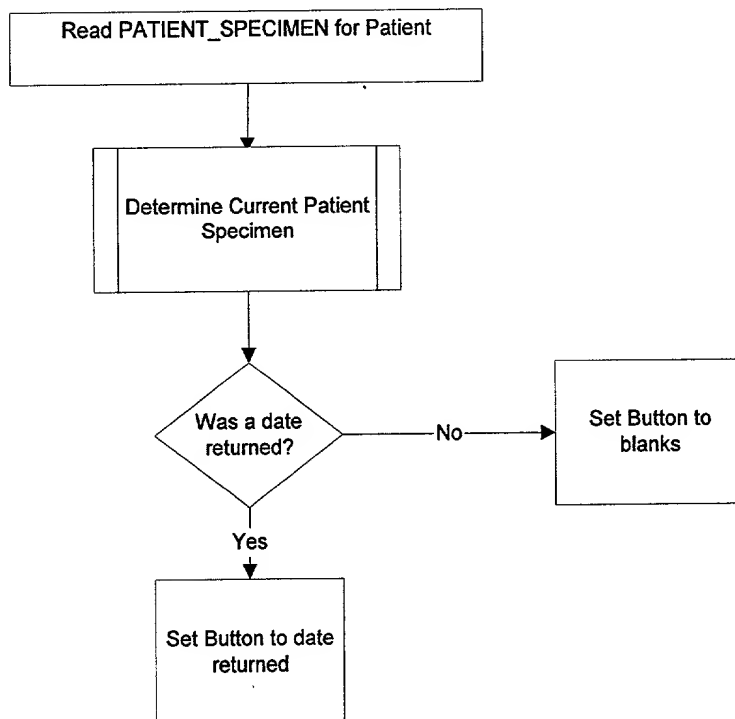 Read PATIENT_SPECIMEN for Patient
Determine Current Patient
Specimen
Was a date
returned?
No
Set Button to
blanks
Yes
Set Button to date
returned